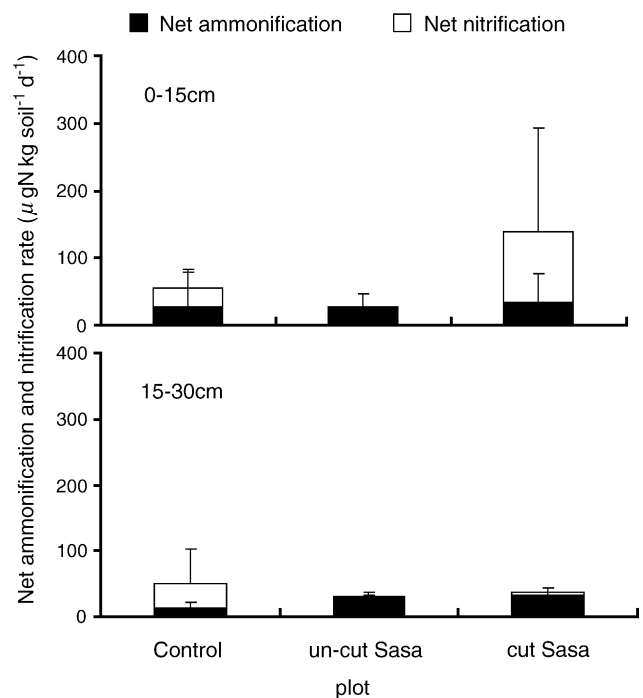 Net ammonification Net nitrification
Net ammonification and nitrification rate (μ gN kg soil⁻¹ d⁻¹)
400
0-15cm
300
200
100
0
400
15-30cm
300
200
100
0
Control un-cut Sasa cut Sasa
plot